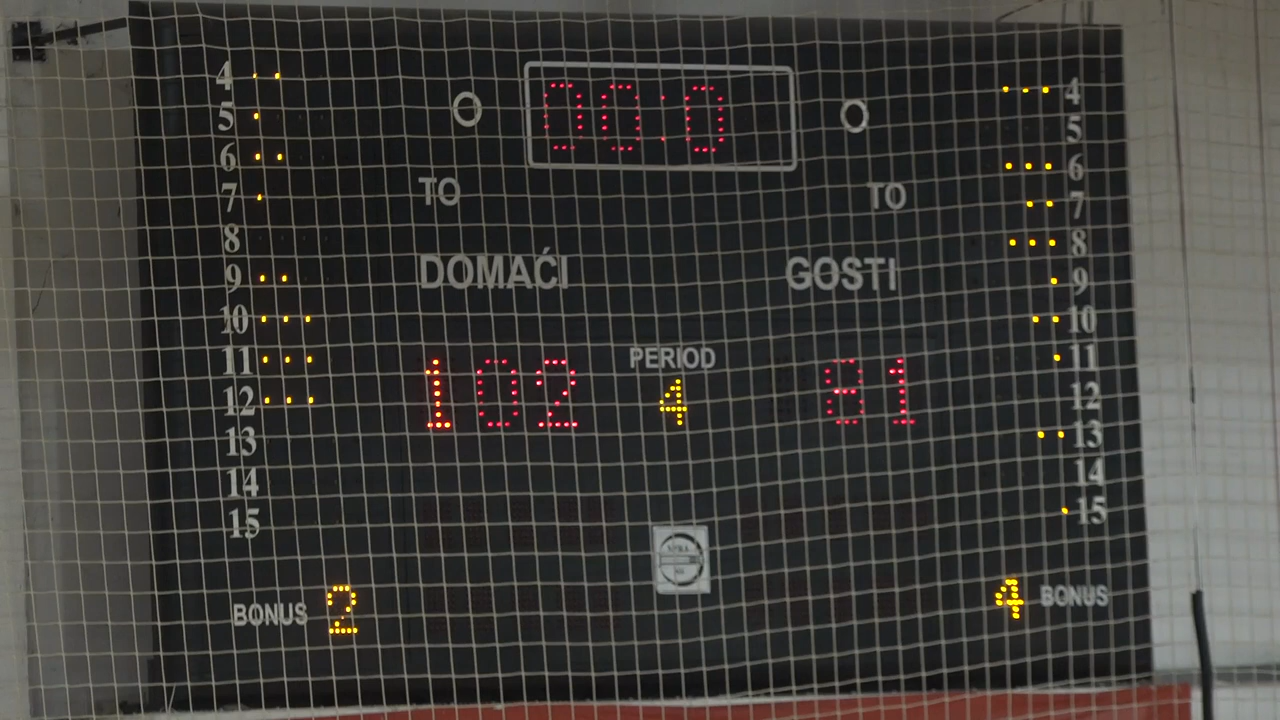 00:0
4 4
5 5
6 6
7 7
TO TO
8 8
DOMAĆI GOSTI
9 9
10 10
PERIOD
11 11
102 4 81
12 12
13 13
14 14
15 15
BONUS 2 4 BONUS